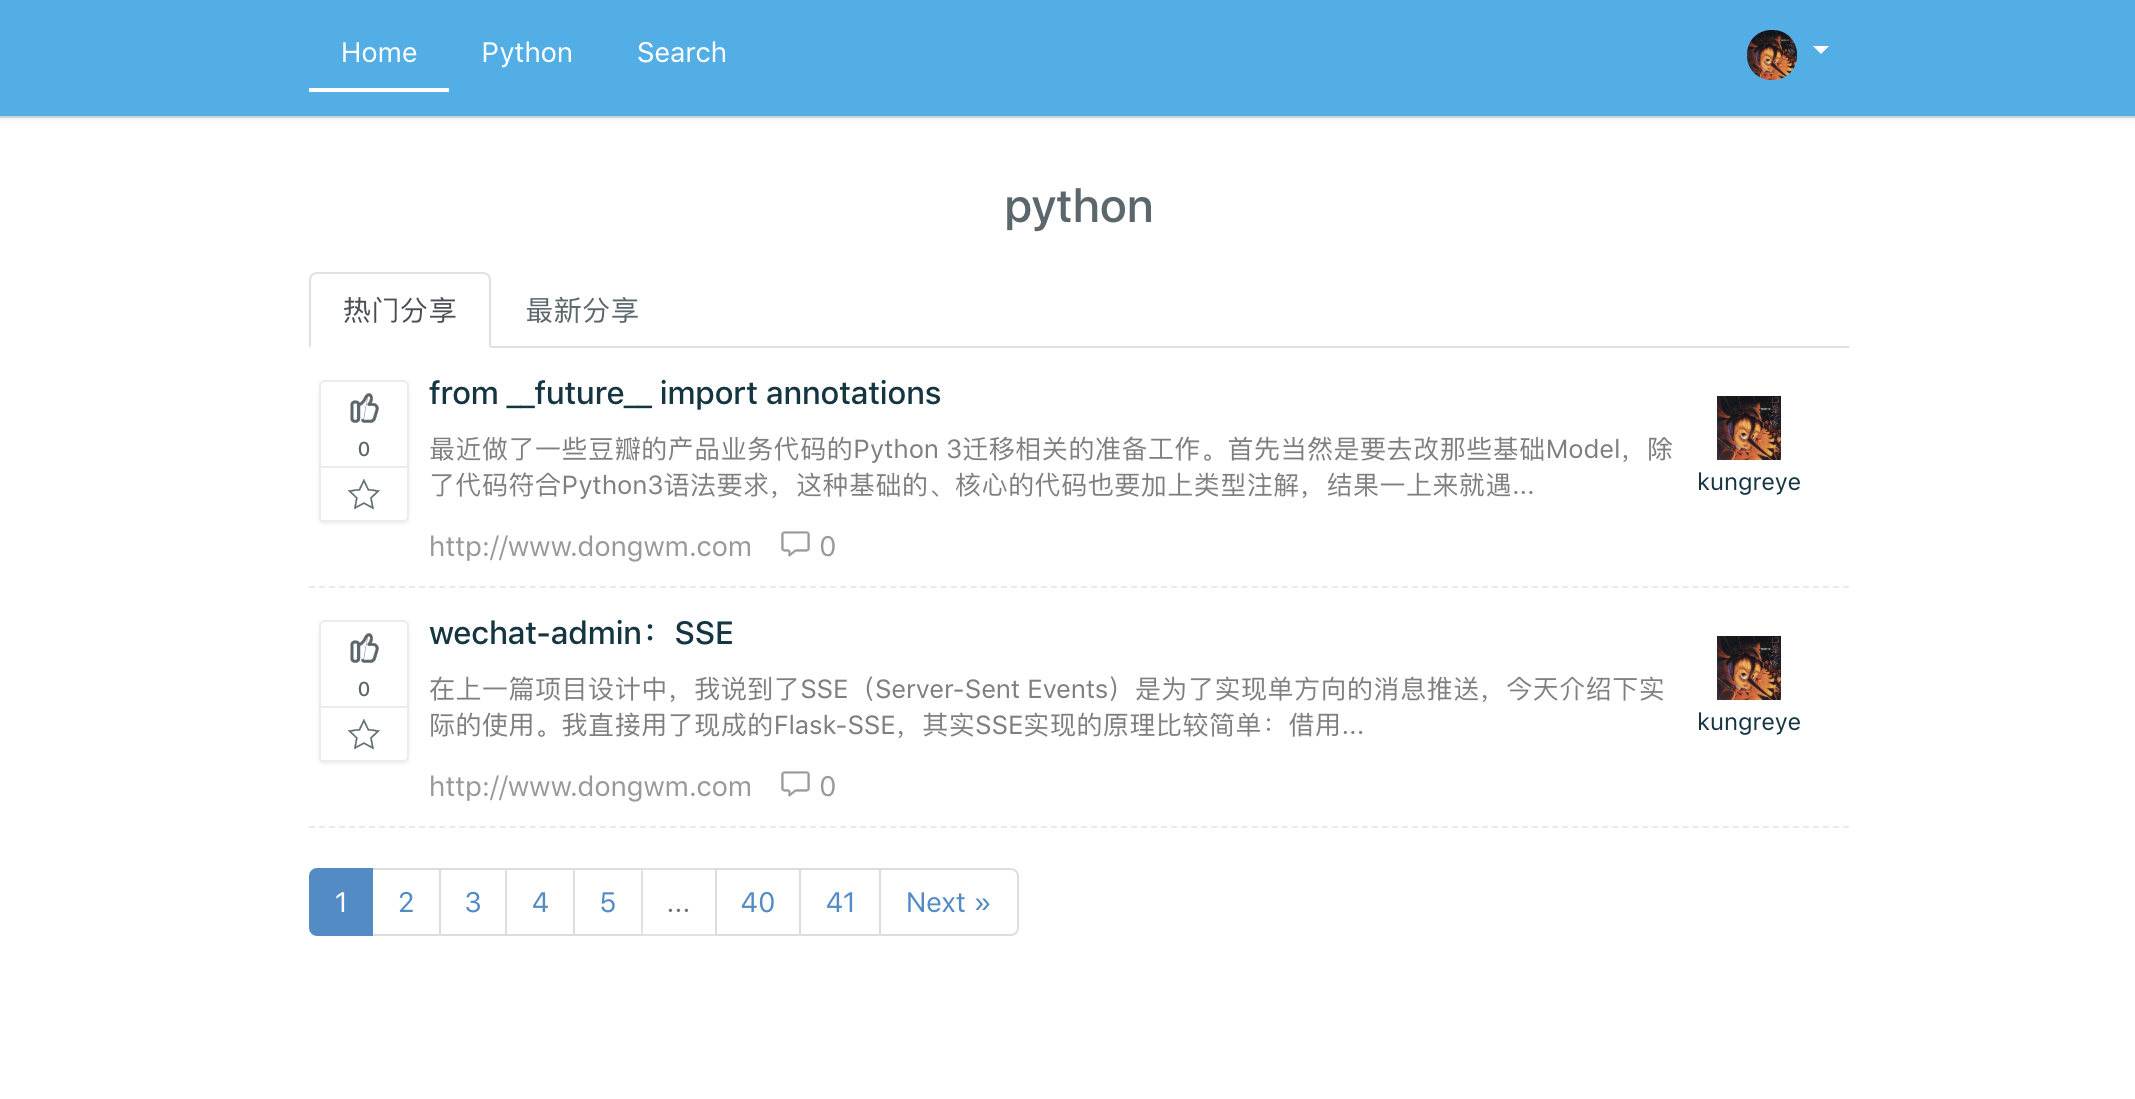 Home Python Search
python
热门分享 最新分享
from __future__ import annotations
0
最近做了一些豆瓣的产品业务代码的Python 3迁移相关的准备工作。首先当然是要去改那些基础Model，除
了代码符合Python3语法要求，这种基础的、核心的代码也要加上类型注解，结果一上来就遇...
kungreye
http://www.dongwm.com 0
wechat-admin：SSE
0
在上一篇项目设计中，我说到了SSE（Server-Sent Events）是为了实现单方向的消息推送，今天介绍下实
际的使用。我直接用了现成的Flask-SSE，其实SSE实现的原理比较简单：借用...
kungreye
http://www.dongwm.com 0
1 2 3 4 5 ... 40 41 Next »